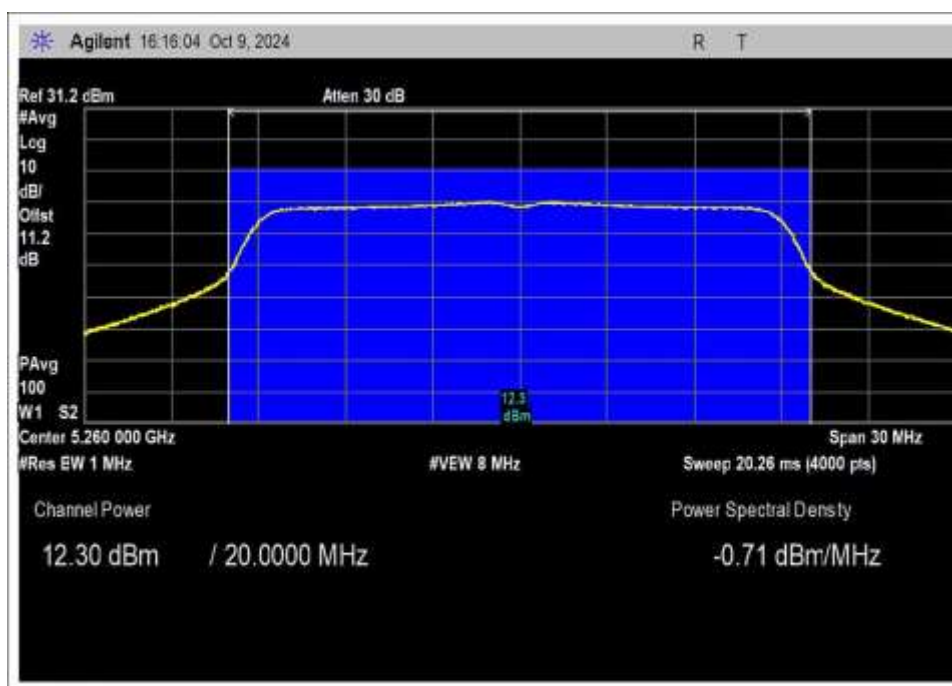 Agilent 16:16:04 Oct 9, 2024 R T
Ref 31.2 dBm Atten 30 dB
#Avg
Log
10
dB/
Offst
11.2
dB
PAvg
100
W1 S2
12.3
dBm
Center 5.260 000 GHz Span 30 MHz
#Res BW 1 MHz #VBW 8 MHz Sweep 20.26 ms (4000 pts)
Channel Power Power Spectral Density
12.30 dBm / 20.0000 MHz -0.71 dBm/MHz